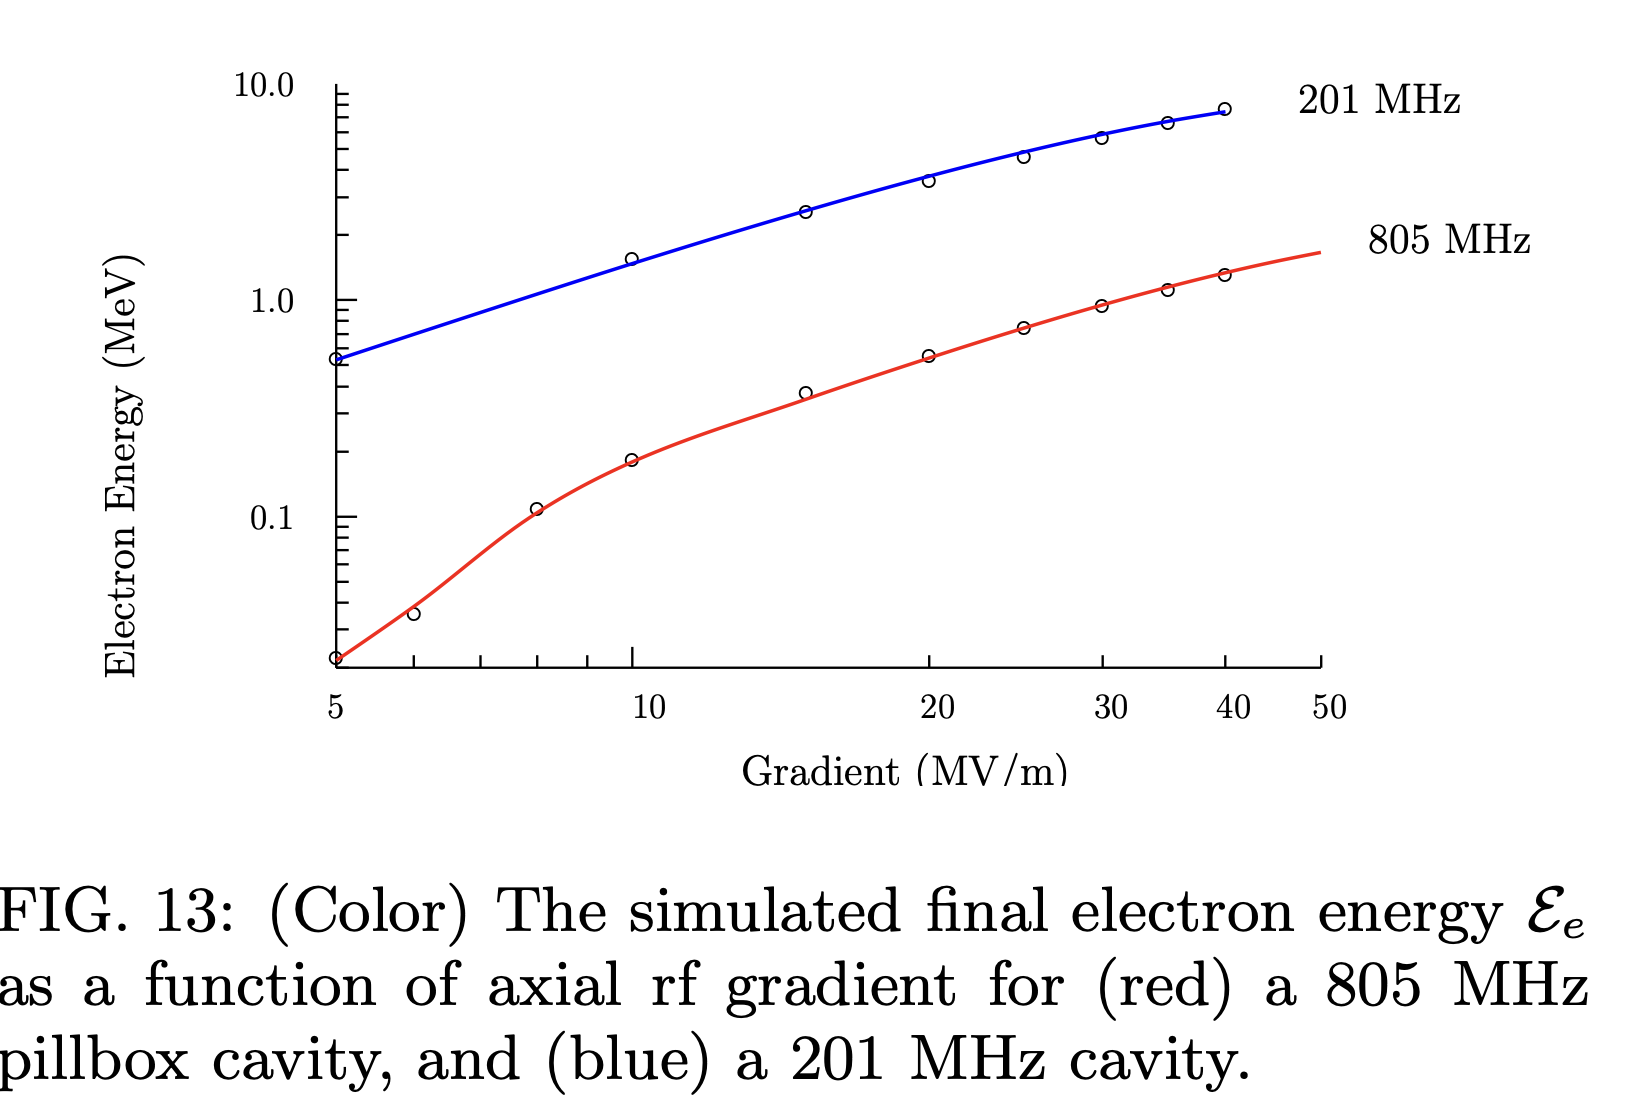 10.0
201 MHz
805 MHz
1.0
0.1
Electron Energy (MeV)
5 10 20 30 40 50
Gradient (MV/m)
FIG. 13: (Color) The simulated final electron energy ℰₑ
as a function of axial rf gradient for (red) a 805 MHz
pillbox cavity, and (blue) a 201 MHz cavity.